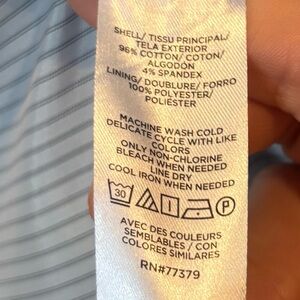 SHELL/ TISSU PRINCIPAL/
TELA EXTERIOR
96% COTTON/ COTON/
ALGODÓN
4% SPANDEX
LINING/ DOUBLURE/ FORRO
100% POLYESTER/
POLIÉSTER
MACHINE WASH COLD
DELICATE CYCLE WITH LIKE
COLORS
ONLY NON-CHLORINE
BLEACH WHEN NEEDED
LINE DRY
COOL IRON WHEN NEEDED
30
P
AVEC DES COULEURS
SEMBLABLES / CON
COLORES SIMILARES
RN#77379